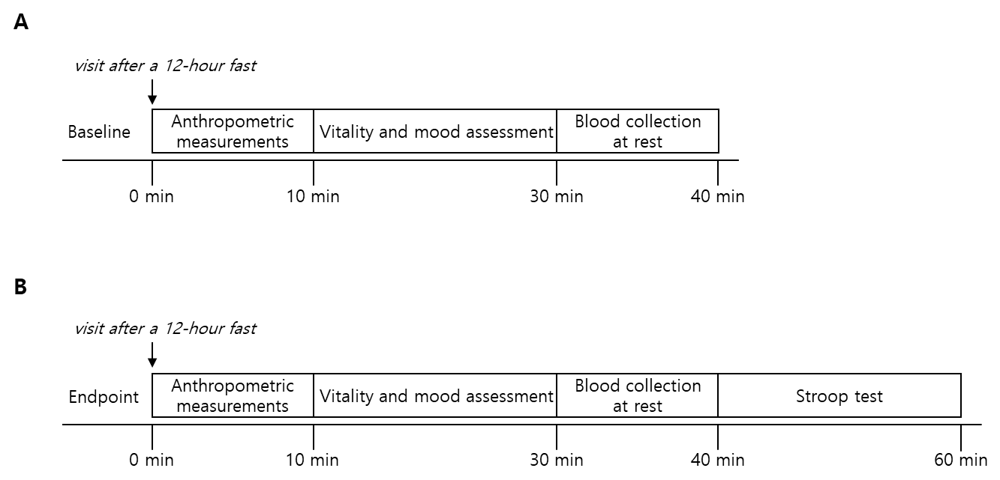 A
visit after a 12-hour fast
Baseline
Anthropometric
measurements
Vitality and mood assessment
Blood collection
at rest
0 min
10 min
30 min
40 min
B
visit after a 12-hour fast
Endpoint
Anthropometric
measurements
Vitality and mood assessment
Blood collection
at rest
Stroop test
0 min
10 min
30 min
40 min
60 min